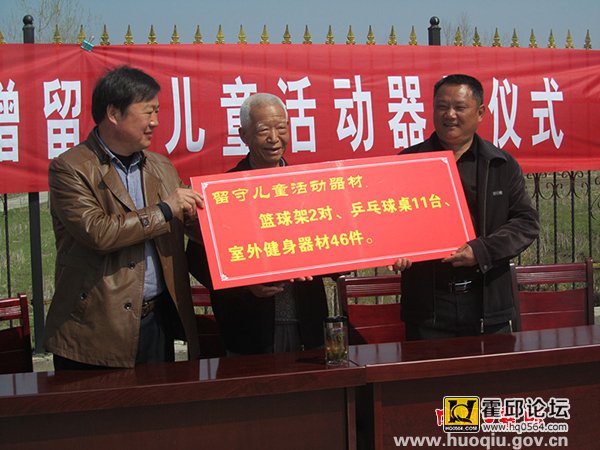 赠留 儿童活动器 仪式
留守儿童活动器材
篮球架2对、乒乓球桌11台、
室外健身器材46件。
霍邱论坛
www.hq0564.com
www.huoqiu.gov.cn